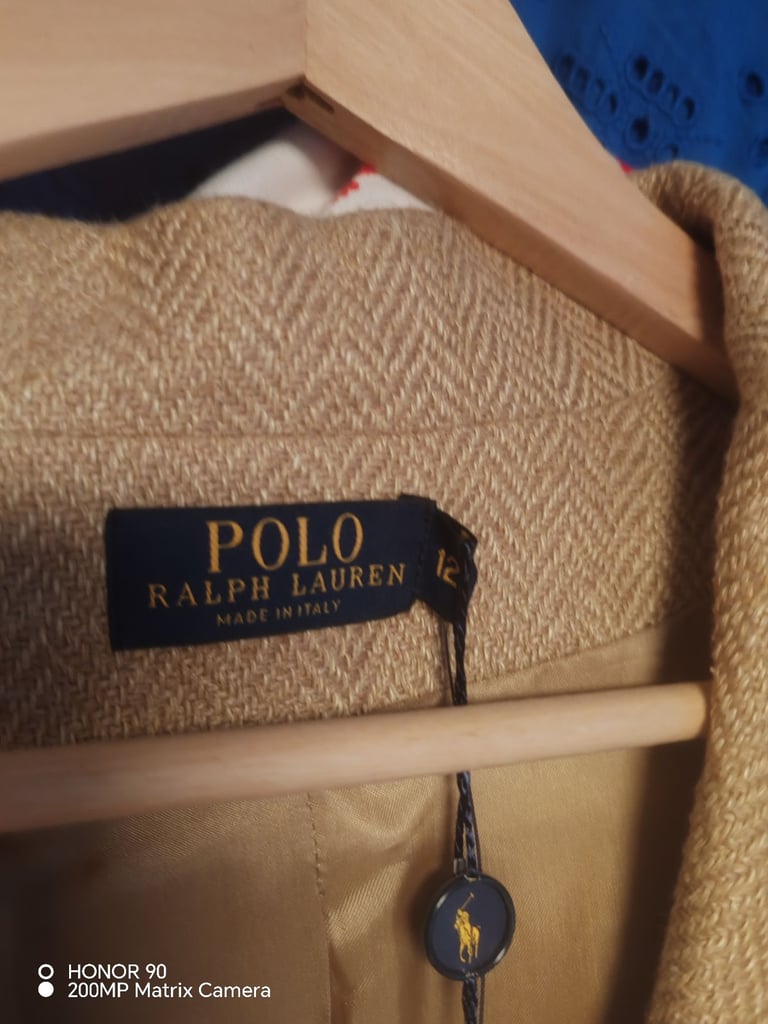 POLO
RALPH LAUREN
MADE IN ITALY
12
HONOR 90
200MP Matrix Camera